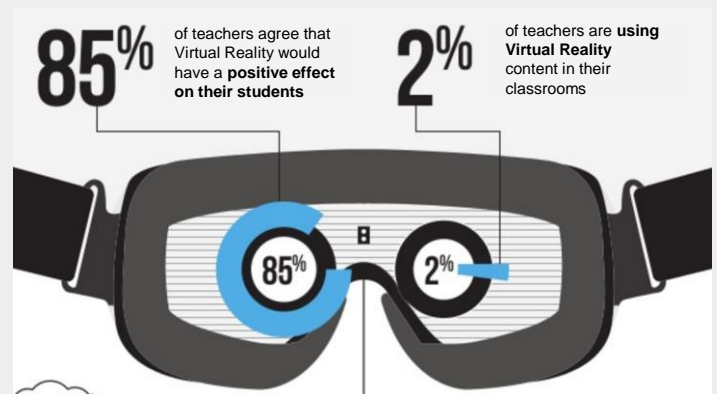 85%
of teachers agree that
Virtual Reality would
have a positive effect
on their students
2%
of teachers are using
Virtual Reality
content in their
classrooms
85%
2%